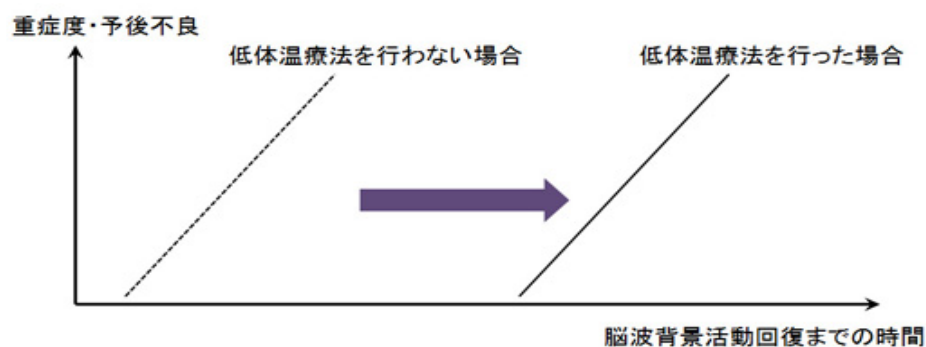 重症度・予後不良
低体温療法を行わない場合
低体温療法を行った場合
脳波背景活動回復までの時間